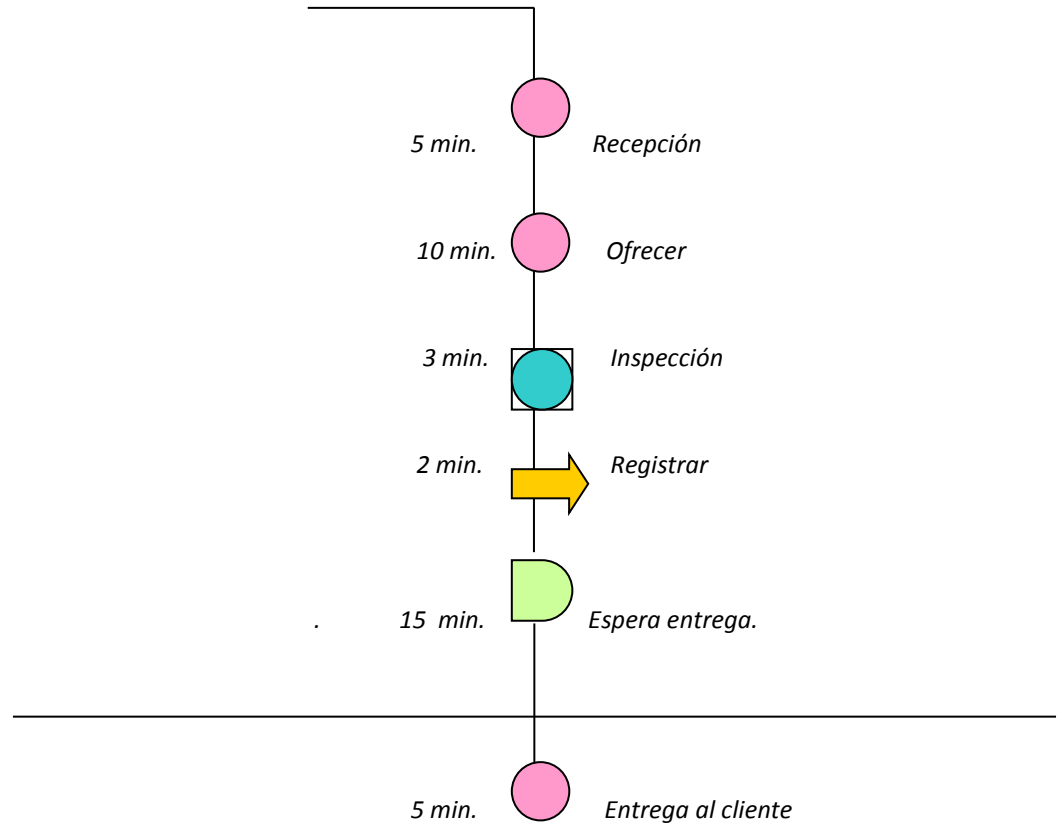 5 min. Recepción
10 min. Ofrecer
3 min. Inspección
2 min. Registrar
. 15 min. Espera entrega.
5 min. Entrega al cliente